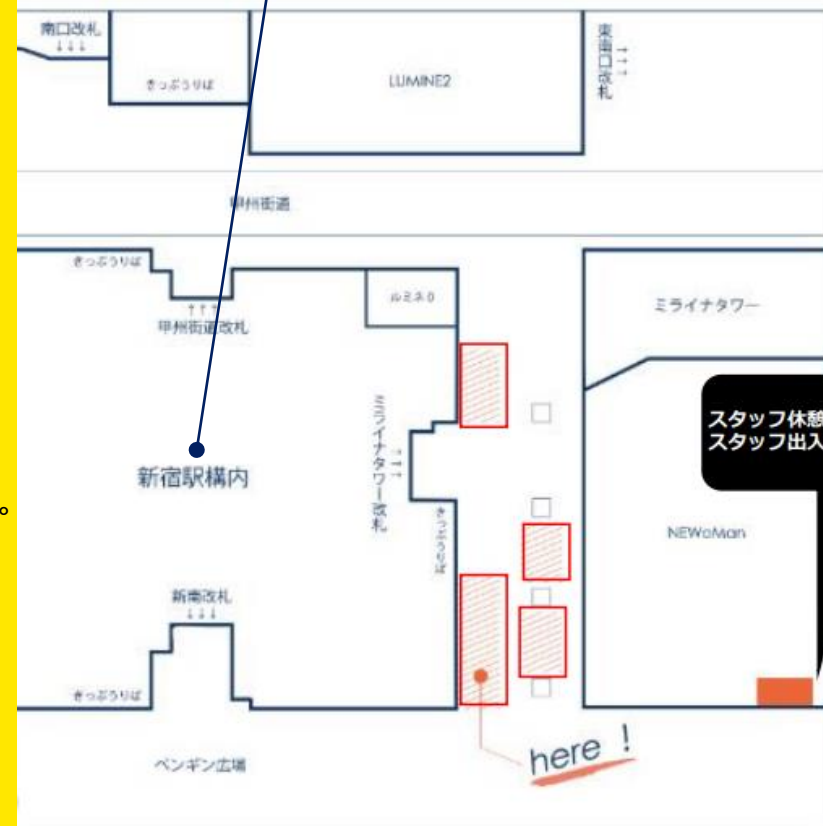 南口改札
↓↓↓
きっぷうりば
LUMINE2
東南口改札
→→→
甲州街道
きっぷうりば
↑↑↑
甲州街道改札
ルミネ0
ミライナタワー
ミライナタワー改札
→→→
スタッフ休憩
スタッフ出入
新宿駅構内
。
きっぷうりば
NEWoMan
新南改札
↓↓↓
きっぷうりば
ペンギン広場
here !